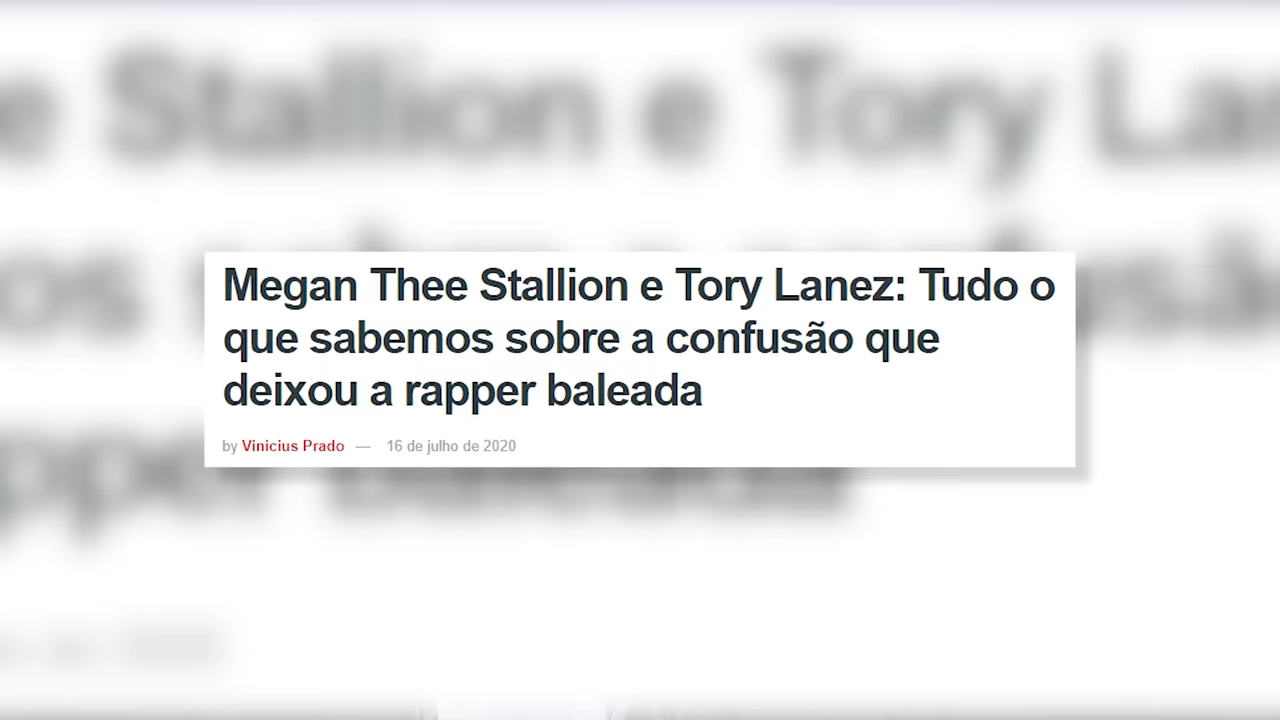 Megan Thee Stallion e Tory Lanez: Tudo o
que sabemos sobre a confusão que
deixou a rapper baleada
by Vinicius Prado — 16 de julho de 2020